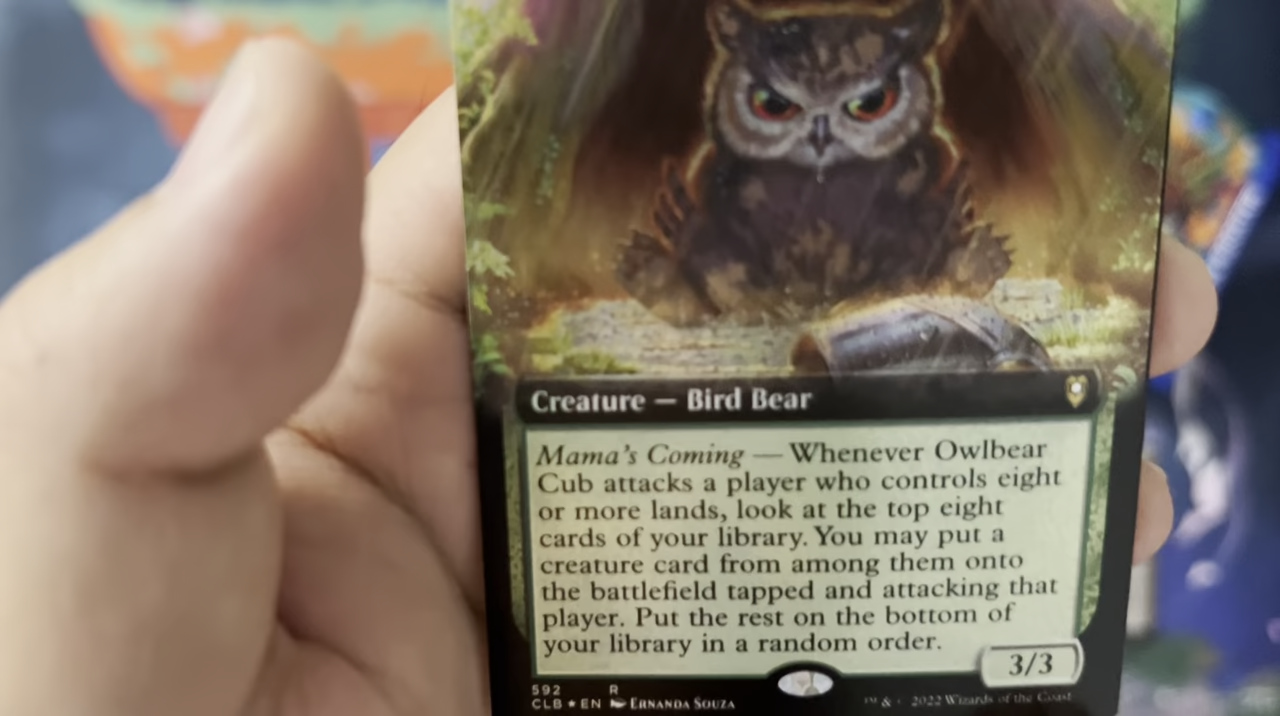 Creature — Bird Bear
Mama's Coming — Whenever Owlbear
Cub attacks a player who controls eight
or more lands, look at the top eight
cards of your library. You may put a
creature card from among them onto
the battlefield tapped and attacking that
player. Put the rest on the bottom of
your library in a random order.
3/3
592 R
CLB ★ EN Ernanda Souza
™ & 2022 Wizards of the Coast